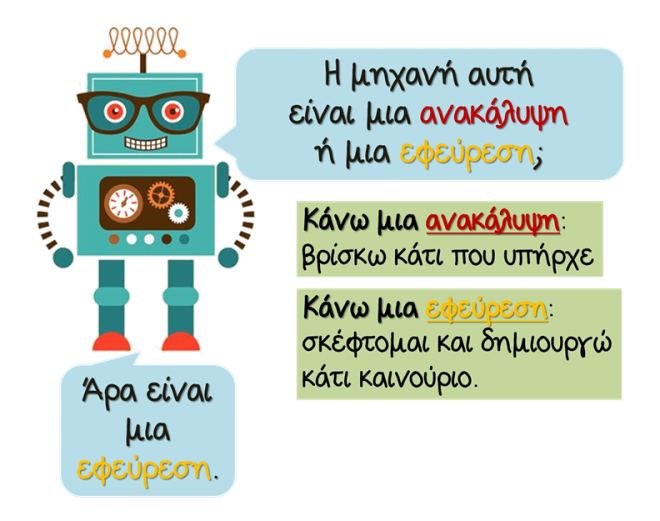 Η μηχανή αυτή
είναι μια ανακάλυψη
ή μια εφεύρεση;
Κάνω μια ανακάλυψη:
βρίσκω κάτι που υπήρχε
Κάνω μια εφεύρεση:
σκέφτομαι και δημιουργώ
κάτι καινούριο.
Άρα είναι
μια
εφεύρεση.